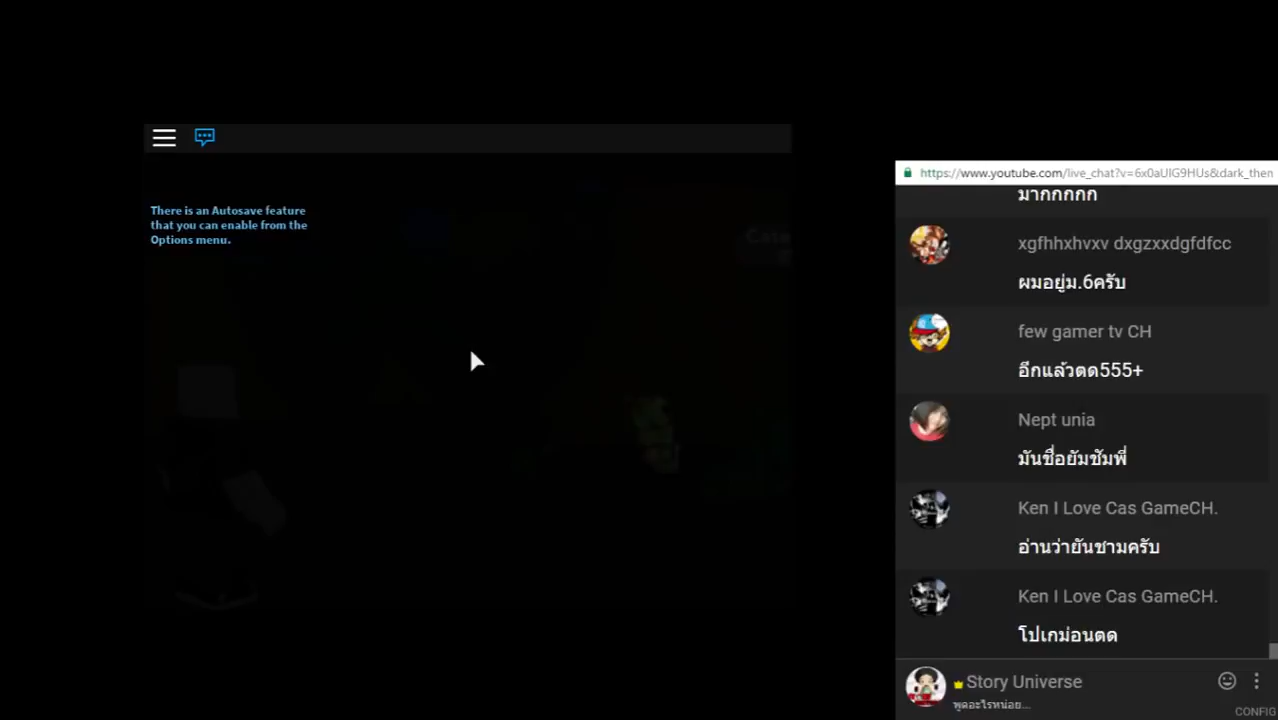 There is an Autosave feature
that you can enable from the
Options menu.
https://www.youtube.com/live_chat?v=6x0aUIG9HUs&dark_then
มากกกกก
xgfhhxhvxv dxgzxxdgfdfcc
ผมอยู่ม.6ครับ
few gamer tv CH
อีกแล้วตด555+
Nept unia
มันชื่อยัมชัมพี่
Ken I Love Cas GameCH.
อ่านว่ายันชามครับ
Ken I Love Cas GameCH.
โปเกม่อนตด
Story Universe
พูดอะไรหน่อย...
CONFIG